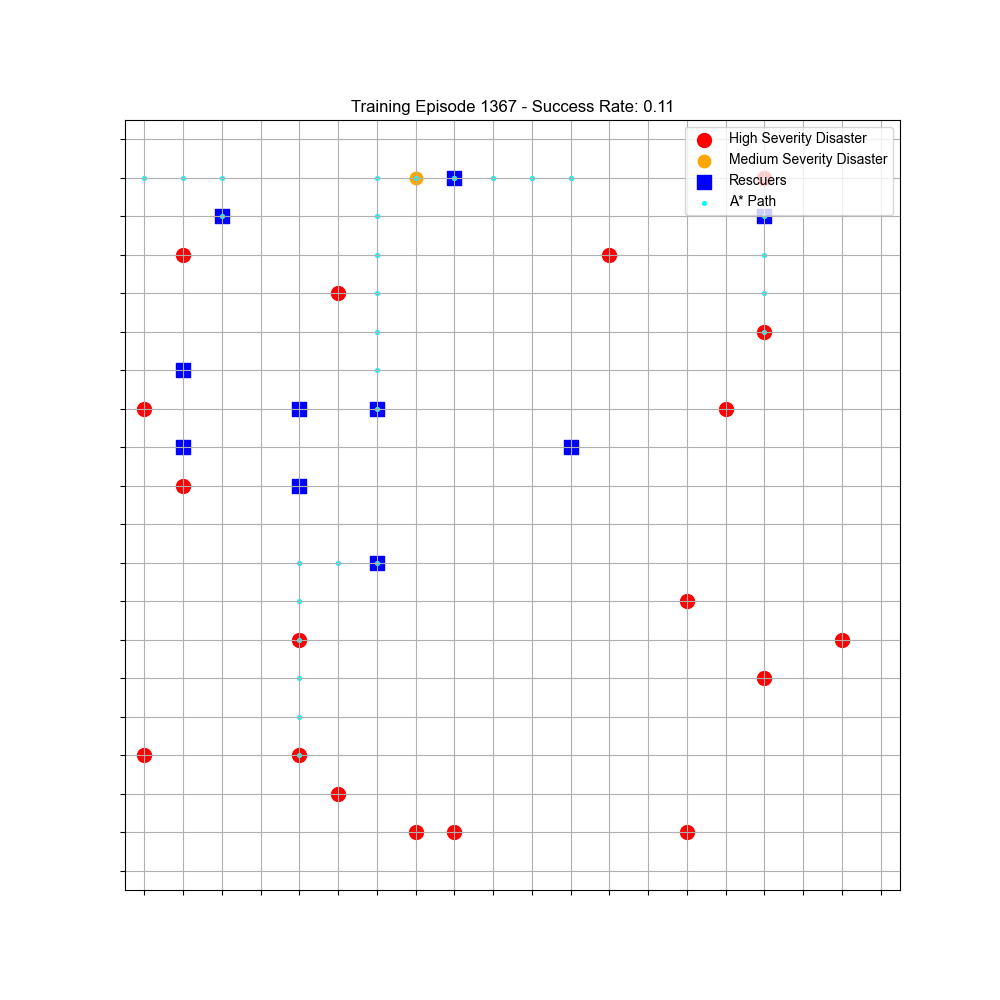 Training Episode 1367 - Success Rate: 0.11
High Severity Disaster
Medium Severity Disaster
Rescuers
A* Path